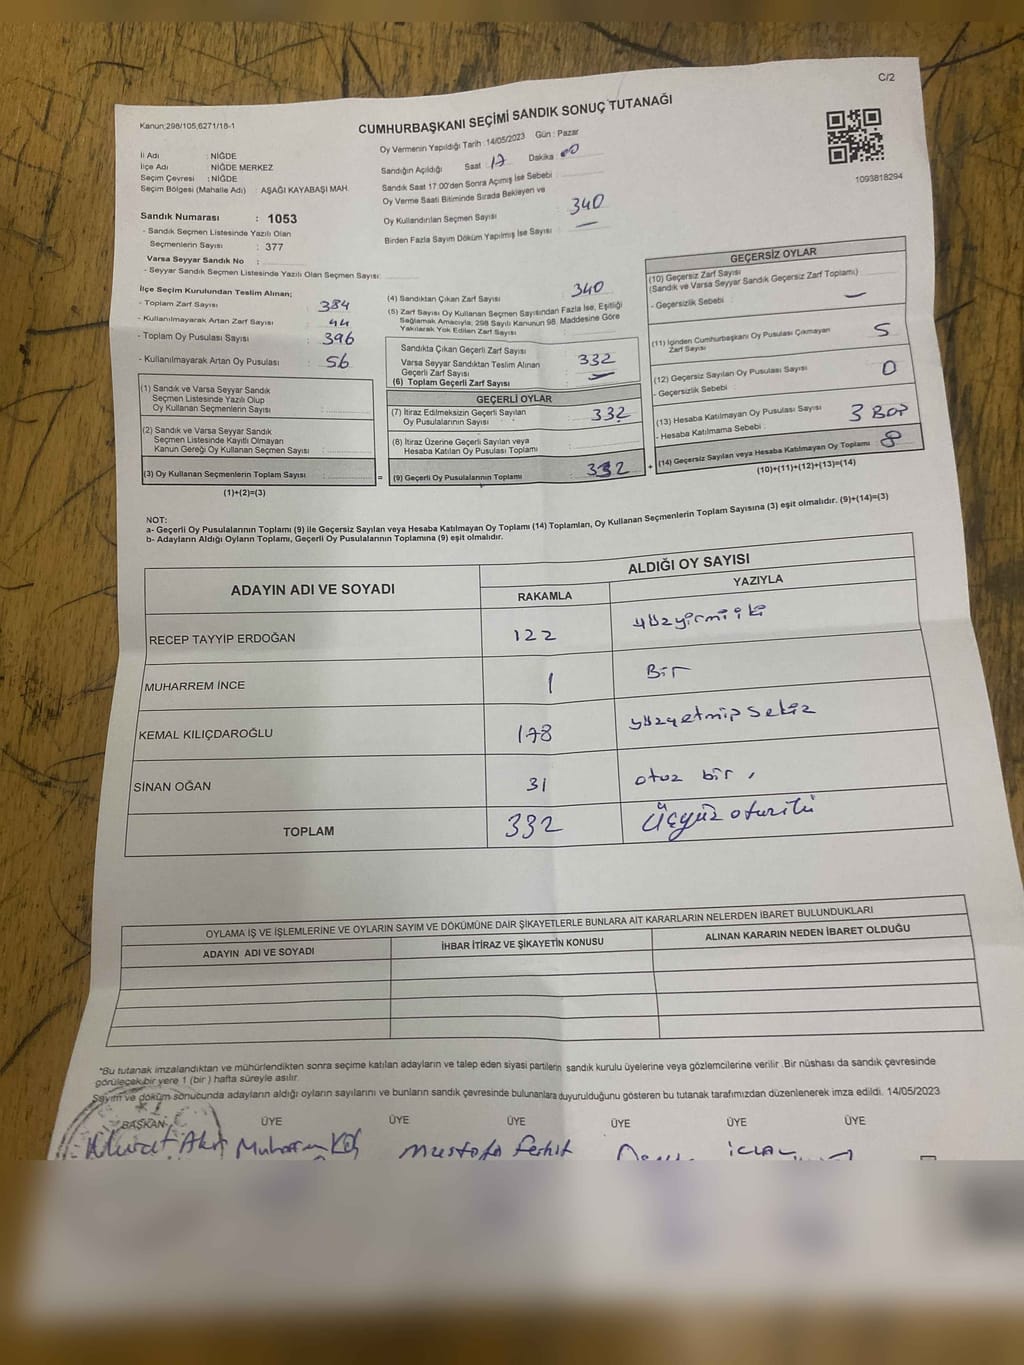 C/2
Kanun;298/105,6271/18-1
CUMHURBAŞKANI SEÇİMİ SANDIK SONUÇ TUTANAĞI
Oy Vermenin Yapıldığı Tarih :14/05/2023 Gün : Pazar
İl Adı : NİĞDE
İlçe Adı : NİĞDE MERKEZ
Seçim Çevresi : NİĞDE
Seçim Bölgesi (Mahalle Adı) : AŞAĞI KAYABAŞI MAH.
Sandığın Açıldığı Saat 17 Dakika 00
Sandık Saat 17:00'den Sonra Açımış İse Sebebi :
Oy Verme Saati Bitiminde Sırada Bekleyen ve
Oy Kullandırılan Seçmen Sayısı 340
Birden Fazla Sayım Döküm Yapılmış İse Sayısı : —
1093818294
Sandık Numarası : 1053
- Sandık Seçmen Listesinde Yazılı Olan
Seçmenlerin Sayısı : 377
Varsa Seyyar Sandık No :
- Seyyar Sandık Seçmen Listesinde Yazılı Olan Seçmen Sayısı:
İlçe Seçim Kurulundan Teslim Alınan;
- Toplam Zarf Sayısı : 384
- Kullanılmayarak Artan Zarf Sayısı : 44
- Toplam Oy Pusulası Sayısı : 396
- Kullanılmayarak Artan Oy Pusulası : 56
(1) Sandık ve Varsa Seyyar Sandık
Seçmen Listesinde Yazılı Olup
Oy Kullanan Seçmenlerin Sayısı :
(2) Sandık ve Varsa Seyyar Sandık
Seçmen Listesinde Kayıtlı Olmayan
Kanun Gereği Oy Kullanan Seçmen Sayısı :
(3) Oy Kullanan Seçmenlerin Toplam Sayısı :
(1)+(2)=(3)
(4) Sandıktan Çıkan Zarf Sayısı : 340
(5) Zarf Sayısı Oy Kullanan Seçmen Sayısından Fazla İse, Eşitliği
Sağlamak Amacıyla; 298 Sayılı Kanunun 98. Maddesine Göre
Yakılarak Yok Edilen Zarf Sayısı :
Sandıkta Çıkan Geçerli Zarf Sayısı : 332
Varsa Seyyar Sandıktan Teslim Alınan
Geçerli Zarf Sayısı : —
(6) Toplam Geçerli Zarf Sayısı
GEÇERLİ OYLAR
(7) İtiraz Edilmeksizin Geçerli Sayılan
Oy Pusulalarının Sayısı : 332
(8) İtiraz Üzerine Geçerli Sayılan veya
Hesaba Katılan Oy Pusulası Toplamı :
= (9) Geçerli Oy Pusulalarının Toplamı : 332 +
GEÇERSİZ OYLAR
(10) Geçersiz Zarf Sayısı
(Sandık ve Varsa Seyyar Sandık Geçersiz Zarf Toplamı)
- Geçersizlik Sebebi : —
(11) İçinden Cumhurbaşkanı Oy Pusulası Çıkmayan
Zarf Sayısı 5
(12) Geçersiz Sayılan Oy Pusulası Sayısı : 0
- Geçersizlik Sebebi :
(13) Hesaba Katılmayan Oy Pusulası Sayısı : 3 Boş
- Hesaba Katılmama Sebebi :
(14) Geçersiz Sayılan veya Hesaba Katılmayan Oy Toplamı : 8
(10)+(11)+(12)+(13)=(14)
NOT:
a- Geçerli Oy Pusulalarının Toplamı (9) ile Geçersiz Sayılan veya Hesaba Katılmayan Oy Toplamı (14) Toplamları, Oy Kullanan Seçmenlerin Toplam Sayısına (3) eşit olmalıdır. (9)+(14)=(3)
b- Adayların Aldığı Oyların Toplamı, Geçerli Oy Pusulalarının Toplamına (9) eşit olmalıdır.
ADAYIN ADI VE SOYADI ALDIĞI OY SAYISI
RAKAMLA YAZIYLA
RECEP TAYYİP ERDOĞAN 122 yüzyirmi iki
MUHARREM İNCE 1 Bir
KEMAL KILIÇDAROĞLU 178 yüzyetmiş sekiz
SİNAN OĞAN 31 otuz bir
TOPLAM 332
OYLAMA İŞ VE İŞLEMLERİNE VE OYLARIN SAYIM VE DÖKÜMÜNE DAİR ŞİKAYETLERLE BUNLARA AİT KARARLARIN NELERDEN İBARET BULUNDUKLARI
ADAYIN ADI VE SOYADI İHBAR İTİRAZ VE ŞİKAYETİN KONUSU ALINAN KARARIN NEDEN İBARET OLDUĞU
*Bu tutanak imzalandıktan ve mühürlendikten sonra seçime katılan adayların ve talep eden siyasi partilerin sandık kurulu üyelerine veya gözlemcilerine verilir. Bir nüshası da sandık çevresinde
görülecek bir yere 1 (bir ) hafta süreyle asılır.
Sayım ve döküm sonucunda adayların aldığı oyların sayılarını ve bunların sandık çevresinde bulunanlara duyurulduğunu gösteren bu tutanak tarafımızdan düzenlenerek imza edildi. 14/05/2023
BAŞKAN ÜYE ÜYE ÜYE ÜYE ÜYE ÜYE
Murat Muharrem Koç Mustafa Ferhit